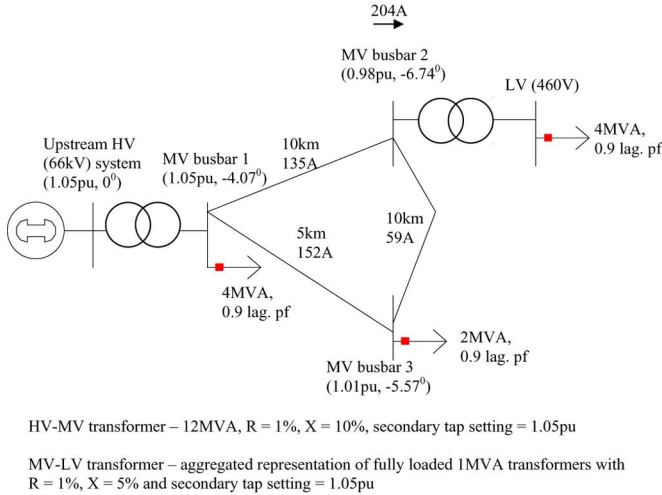 204A
MV busbar 2
(0.98pu, -6.74⁰)
LV (460V)
4MVA,
0.9 lag. pf
Upstream HV
(66kV) system
(1.05pu, 0⁰)
MV busbar 1
(1.05pu, -4.07⁰)
10km
135A
10km
59A
5km
152A
4MVA,
0.9 lag. pf
2MVA,
0.9 lag. pf
MV busbar 3
(1.01pu, -5.57⁰)
HV-MV transformer – 12MVA, R = 1%, X = 10%, secondary tap setting = 1.05pu
MV-LV transformer – aggregated representation of fully loaded 1MVA transformers with
R = 1%, X = 5% and secondary tap setting = 1.05pu